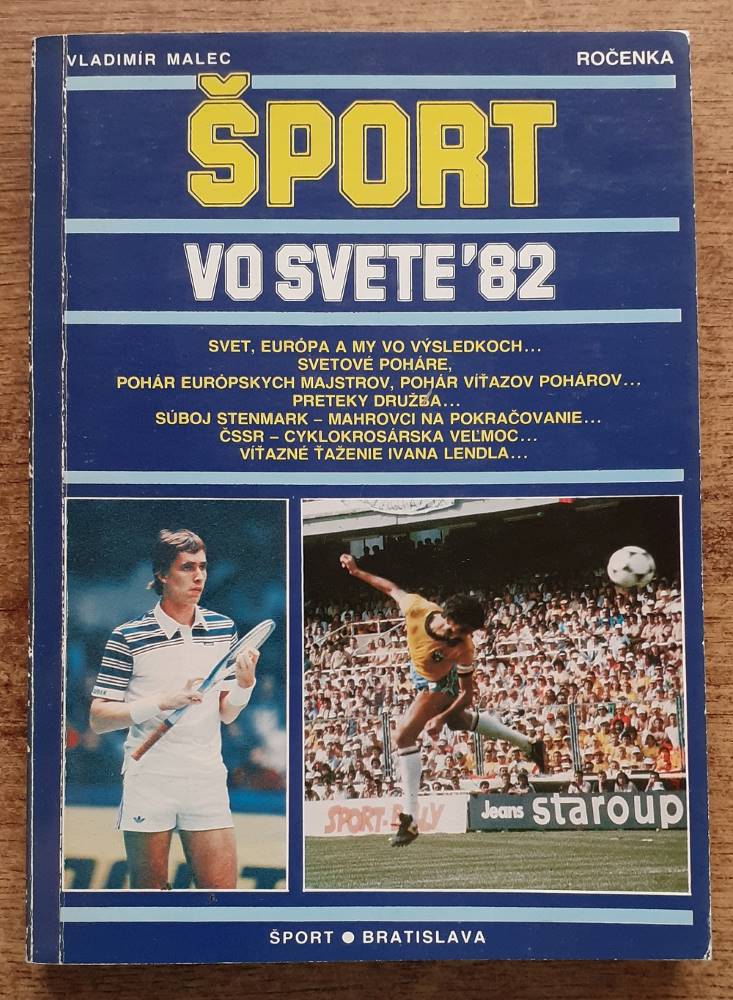 VLADIMÍR MALEC
ROČENKA
ŠPORT
VO SVETE '82
SVET, EURÓPA A MY VO VÝSLEDKOCH...
SVETOVÉ POHÁRE,
POHÁR EURÓPSKYCH MAJSTROV, POHÁR VÍŤAZOV POHÁROV...
PRETEKY DRUŽBA...
SÚBOJ STENMARK – MAHROVCI NA POKRAČOVANIE...
ČSSR – CYKLOKROSÁRSKA VEĽMOC...
VÍŤAZNÉ ŤAŽENIE IVANA LENDLA...
SPORT-BILLY
Jeans staroup
ŠPORT ● BRATISLAVA